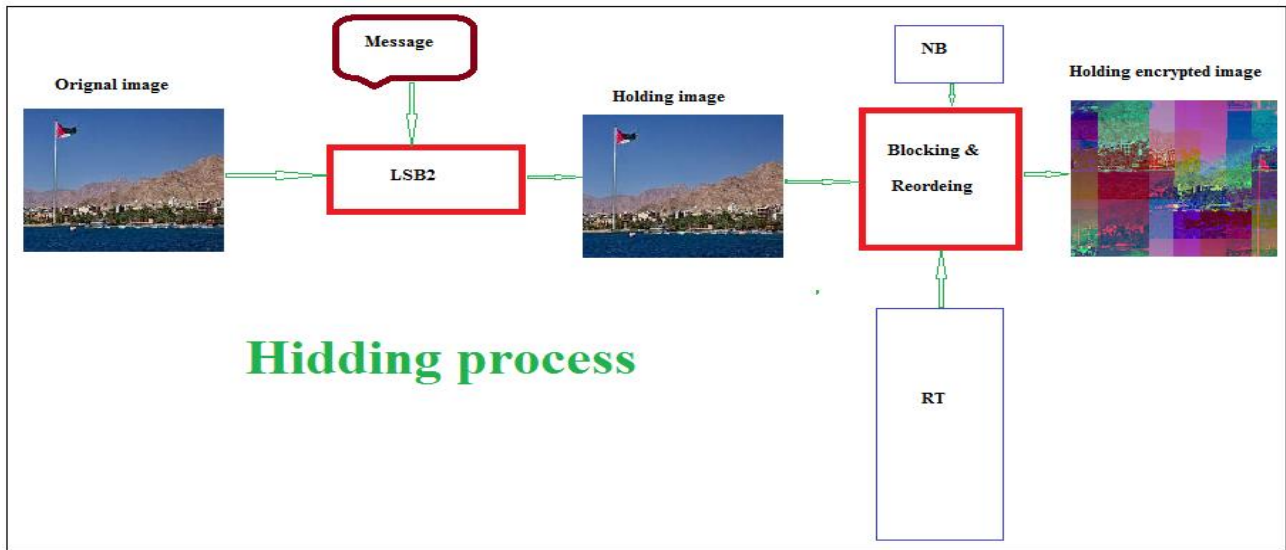 Message
NB
Orignal image
Holding image
Holding encrypted image
LSB2
Blocking &
Reordeing
Hidding process
RT